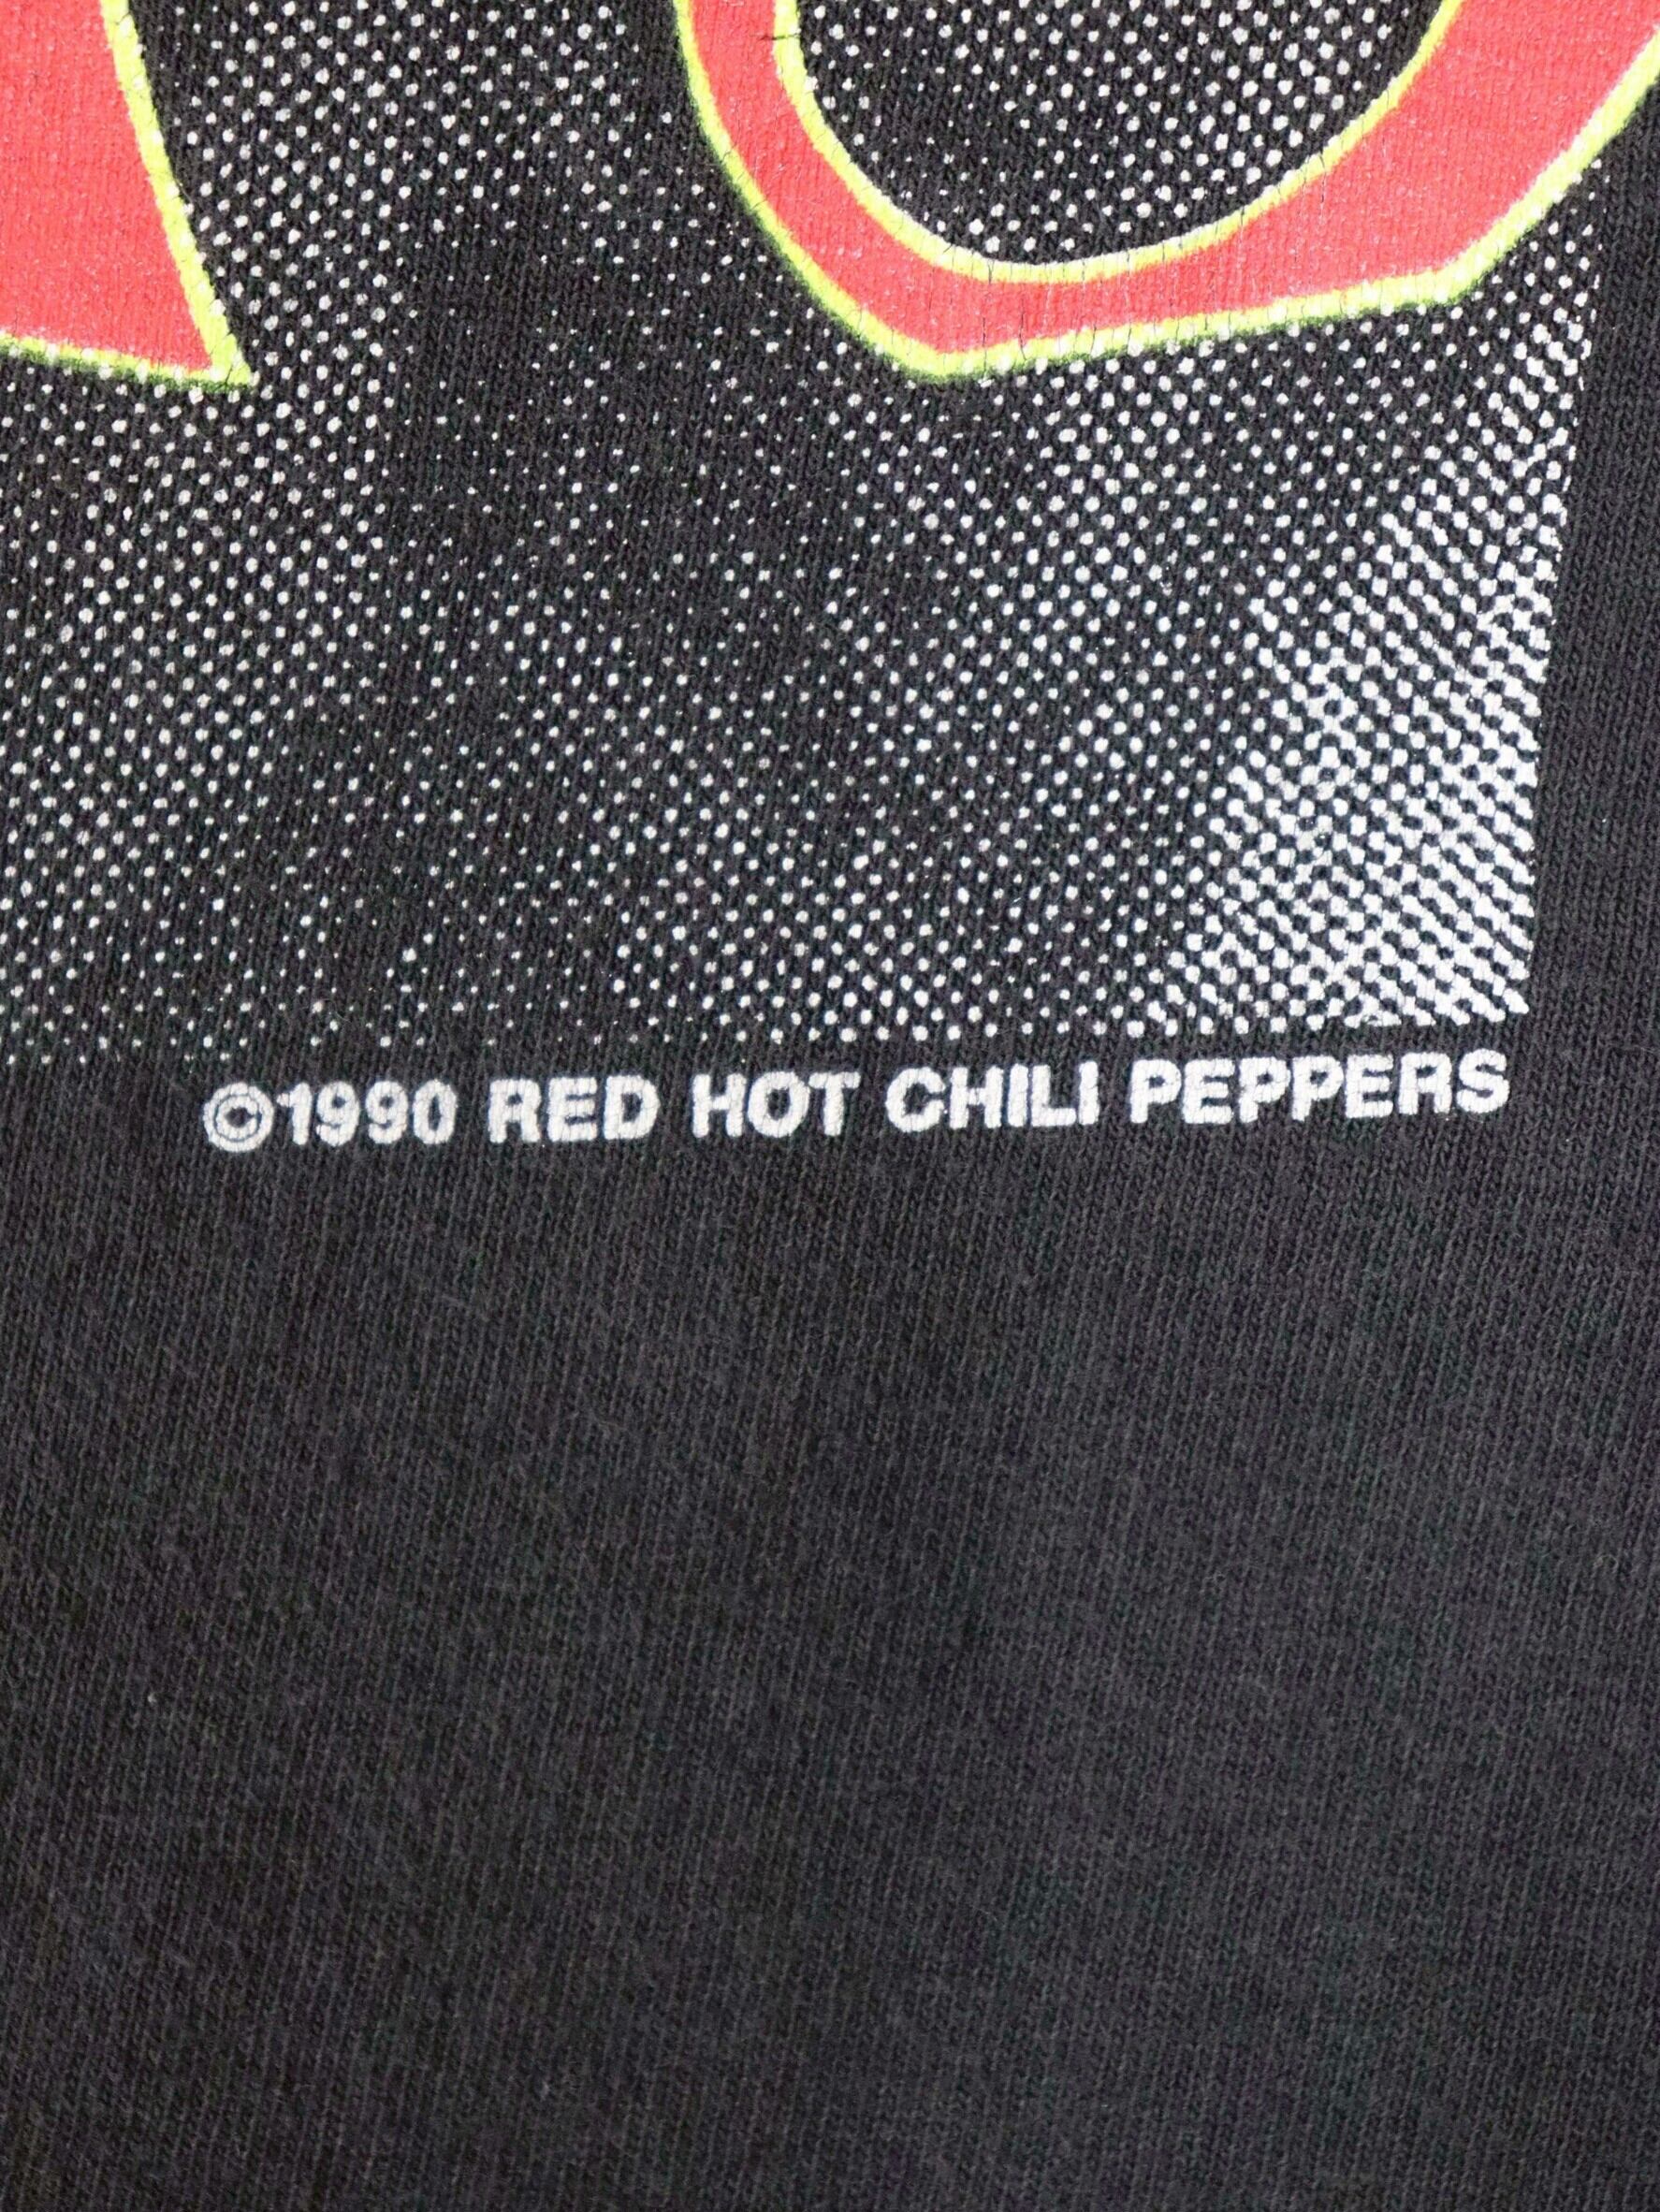 ©1990 RED HOT CHILI PEPPERS